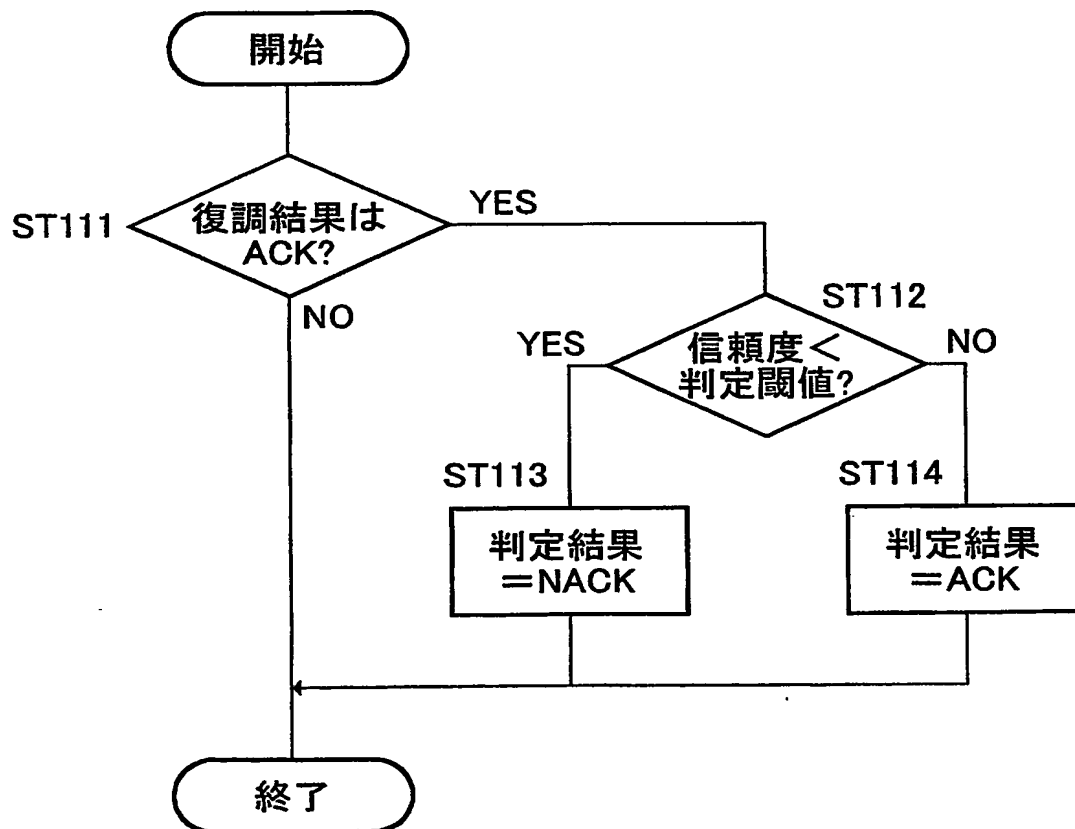 開始
ST111
復調結果は
ACK?
YES
NO
ST112
信頼度<
判定閾値?
YES
NO
ST113
判定結果
=NACK
ST114
判定結果
=ACK
終了